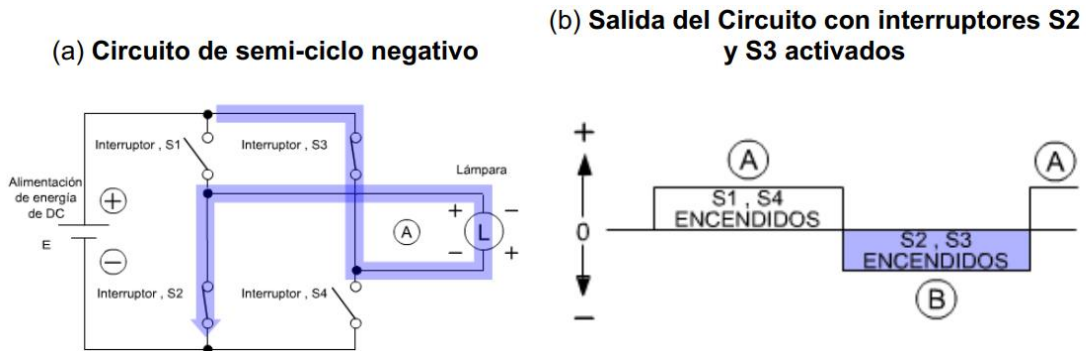 (a) Circuito de semi-ciclo negativo
(b) Salida del Circuito con interruptores S2
y S3 activados
Interruptor , S1
Interruptor , S3
Lámpara
Alimentación
de energía
de DC
+
E
−
A
+
−
L
−
+
Interruptor , S2
Interruptor , S4
+
0
−
A
S1 , S4
ENCENDIDOS
A
S2 , S3
ENCENDIDOS
B